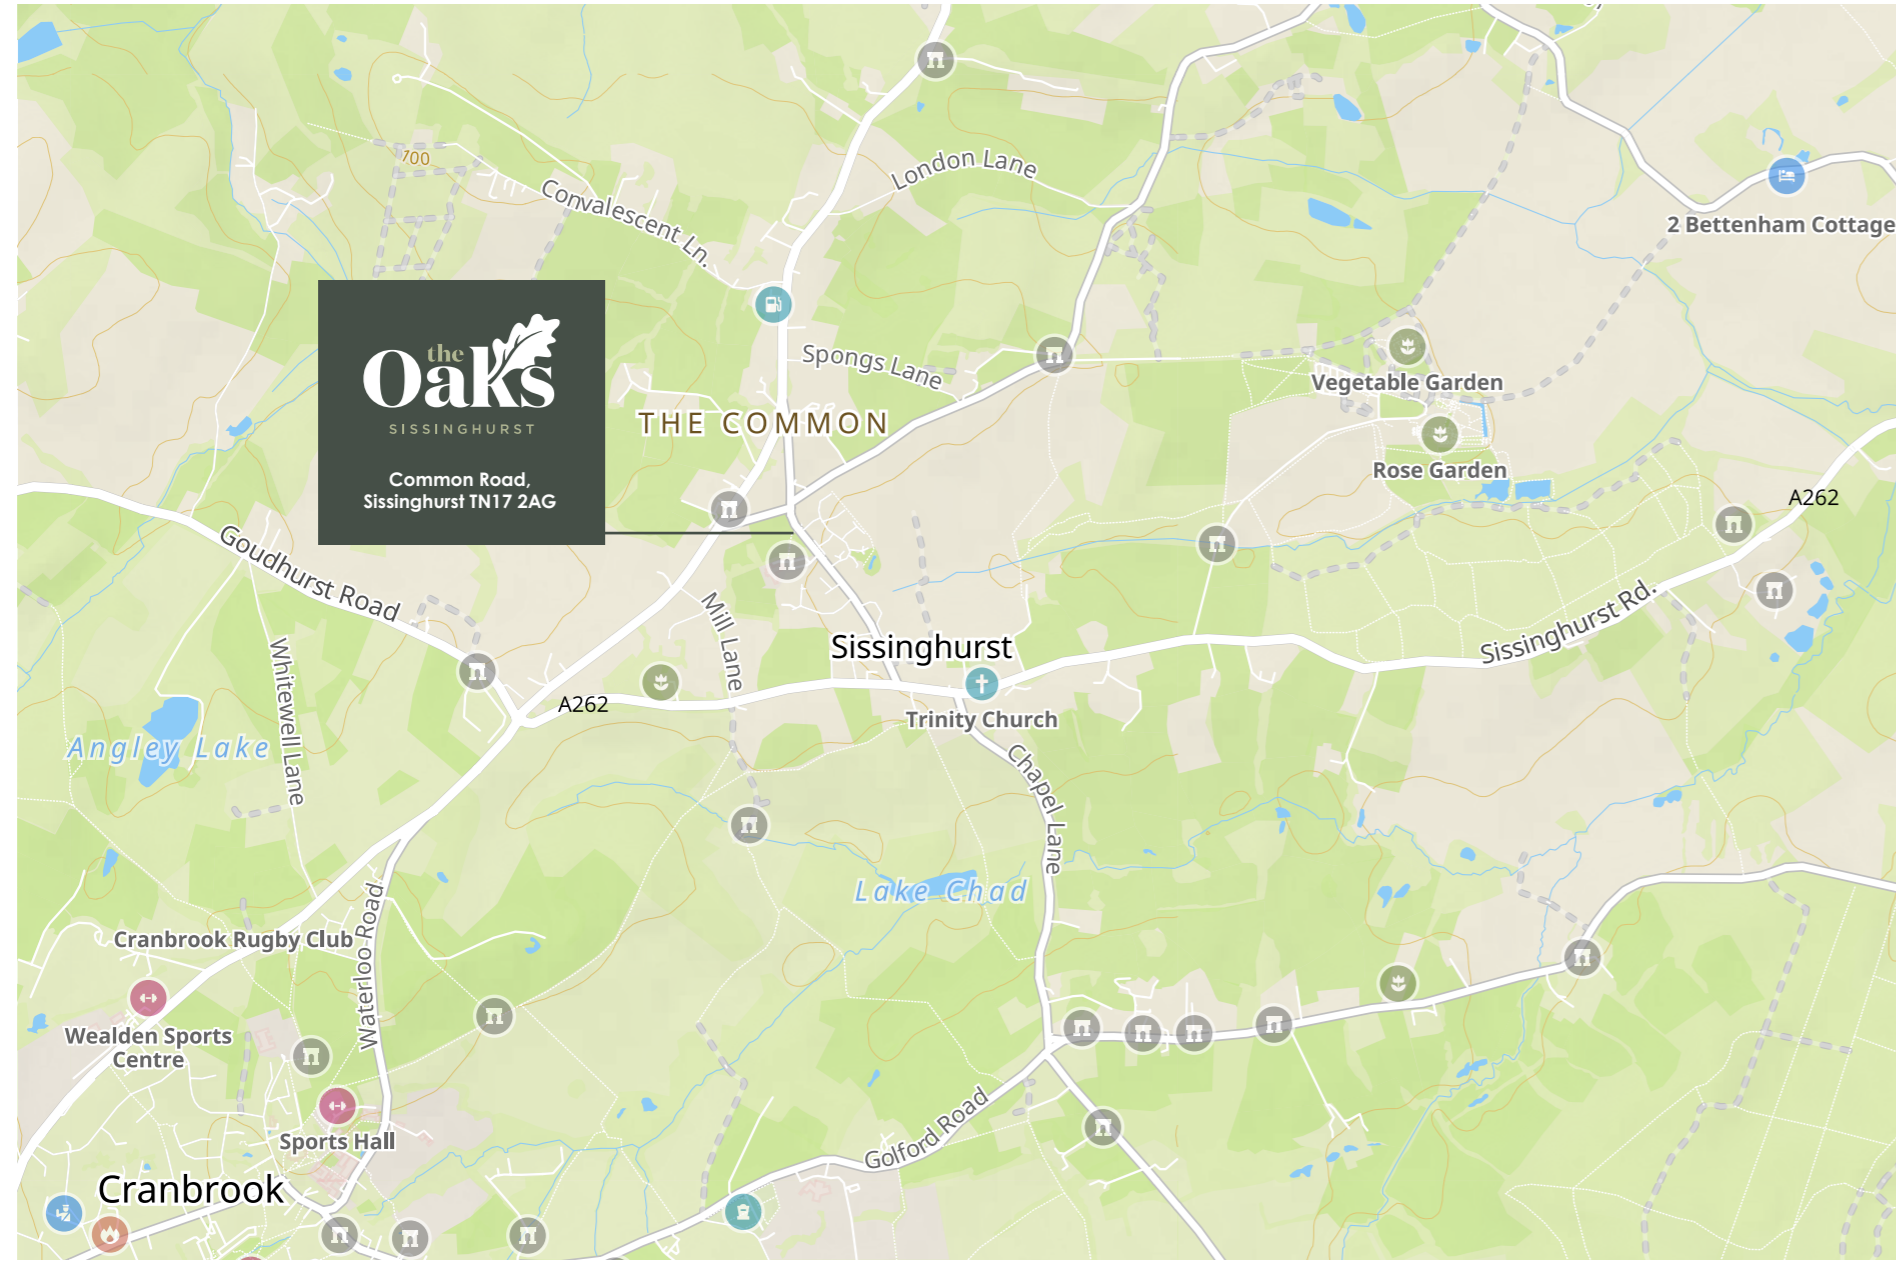 100
London Lane
Convalescent Ln.
2 Bettenham Cottage
the
Oaks
SISSINGHURST
Common Road,
Sissinghurst TN17 2AG
Spongs Lane
THE COMMON
Vegetable Garden
Rose Garden
A262
Goudhurst Road
Mill Lane
Sissinghurst
Sissinghurst Rd.
Whitewell Lane
A262
Trinity Church
Angley Lake
Chapel Lane
Lake Chad
Cranbrook Rugby Club
Waterloo Road
Wealden Sports
Centre
Sports Hall
Golford Road
Cranbrook